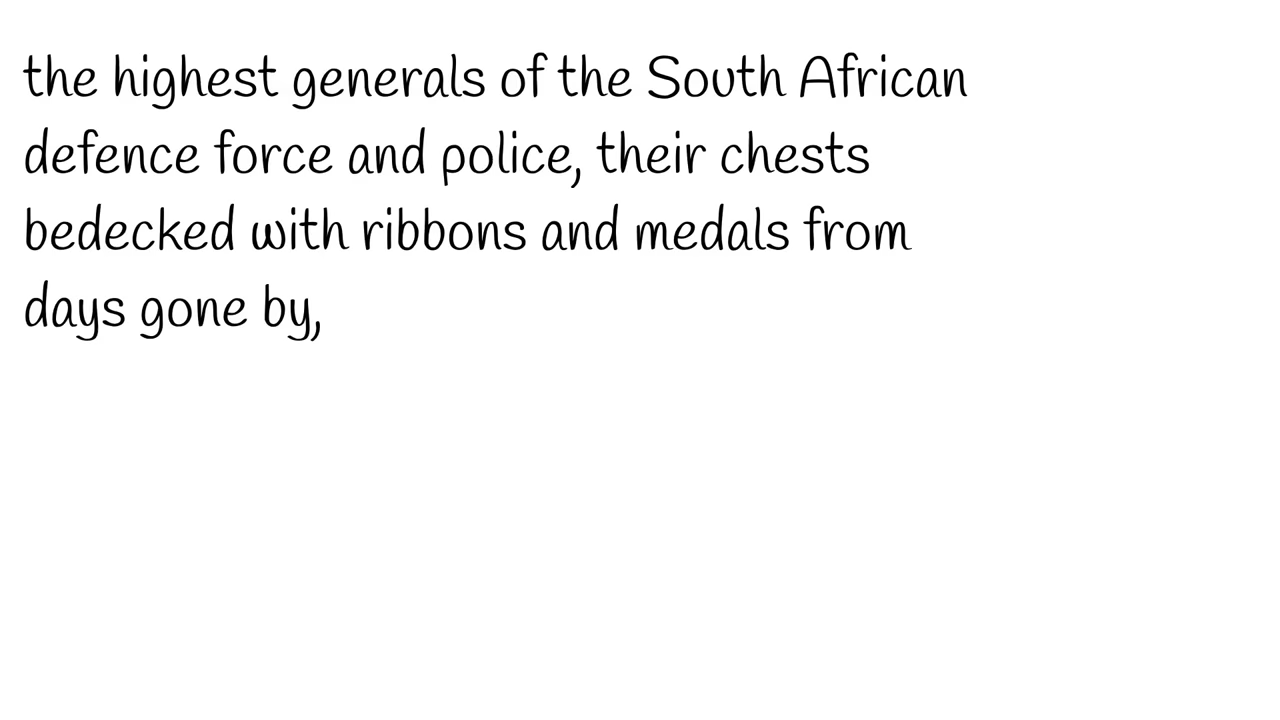 the highest generals of the South African
defence force and police, their chests
bedecked with ribbons and medals from
days gone by,